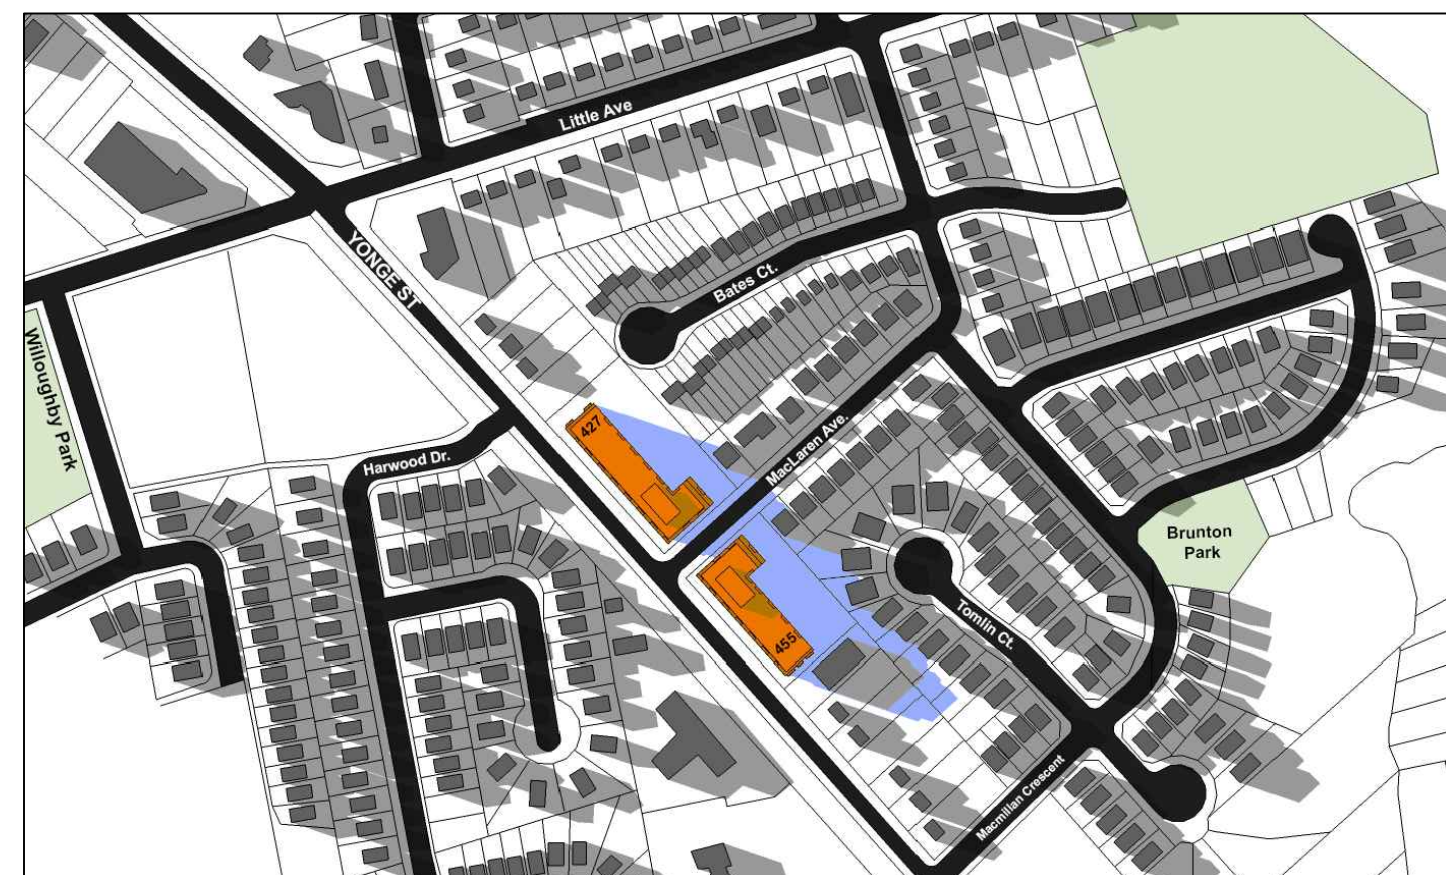 Little Ave
YONGE ST
Bates Ct.
Willoughby Park
427
MacLaren Ave.
Harwood Dr.
Brunton
Park
Tomlin Ct.
455
Macmillan Crescent